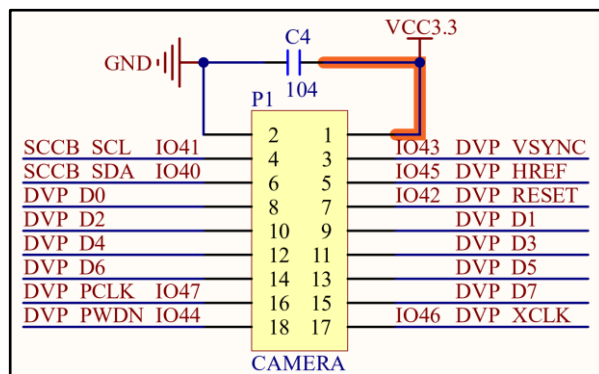 C4
VCC3.3
GND
104
P1
2 1
SCCB SCL IO41 4 3 IO43 DVP VSYNC
SCCB SDA IO40 6 5 IO45 DVP HREF
DVP D0 8 7 IO42 DVP RESET
DVP D2 10 9 DVP D1
DVP D4 12 11 DVP D3
DVP D6 14 13 DVP D5
DVP PCLK IO47 16 15 DVP D7
DVP PWDN IO44 18 17 IO46 DVP XCLK
CAMERA